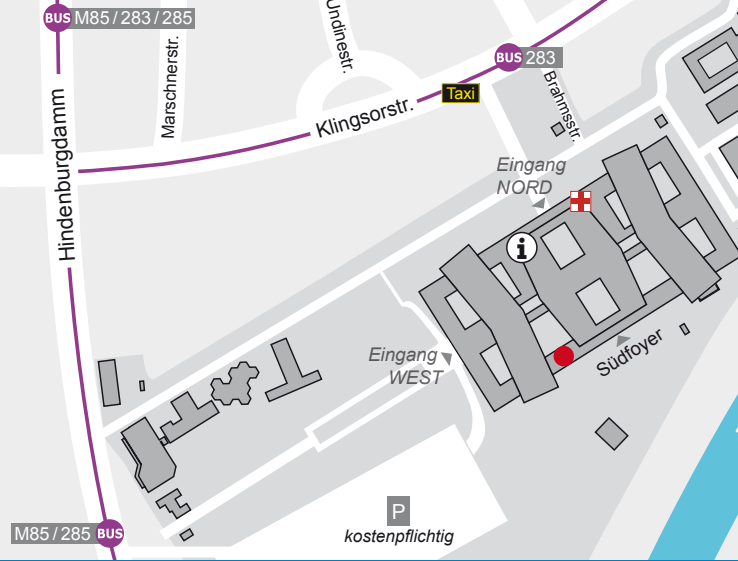 BUS M85 / 283 / 285
Undinestr.
Marschnerstr.
BUS 283
Taxi
Brahmsstr.
Klingsorstr.
Hindenburgdamm
Eingang
NORD
i
Eingang
WEST
Südfoyer
P
kostenpflichtig
M85 / 285 BUS